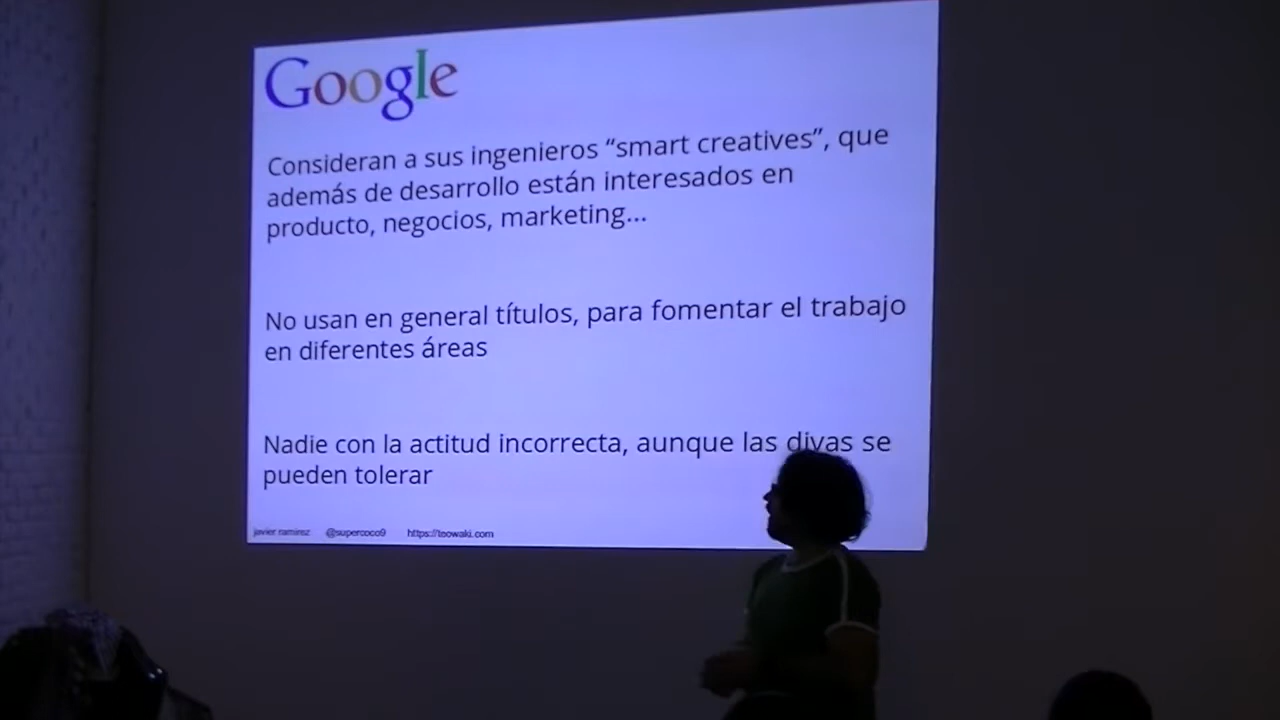 Google
Consideran a sus ingenieros “smart creatives”, que
además de desarrollo están interesados en
producto, negocios, marketing...
No usan en general títulos, para fomentar el trabajo
en diferentes áreas
Nadie con la actitud incorrecta, aunque las divas se
pueden tolerar
javier ramirez @supercoco9 https://teowaki.com